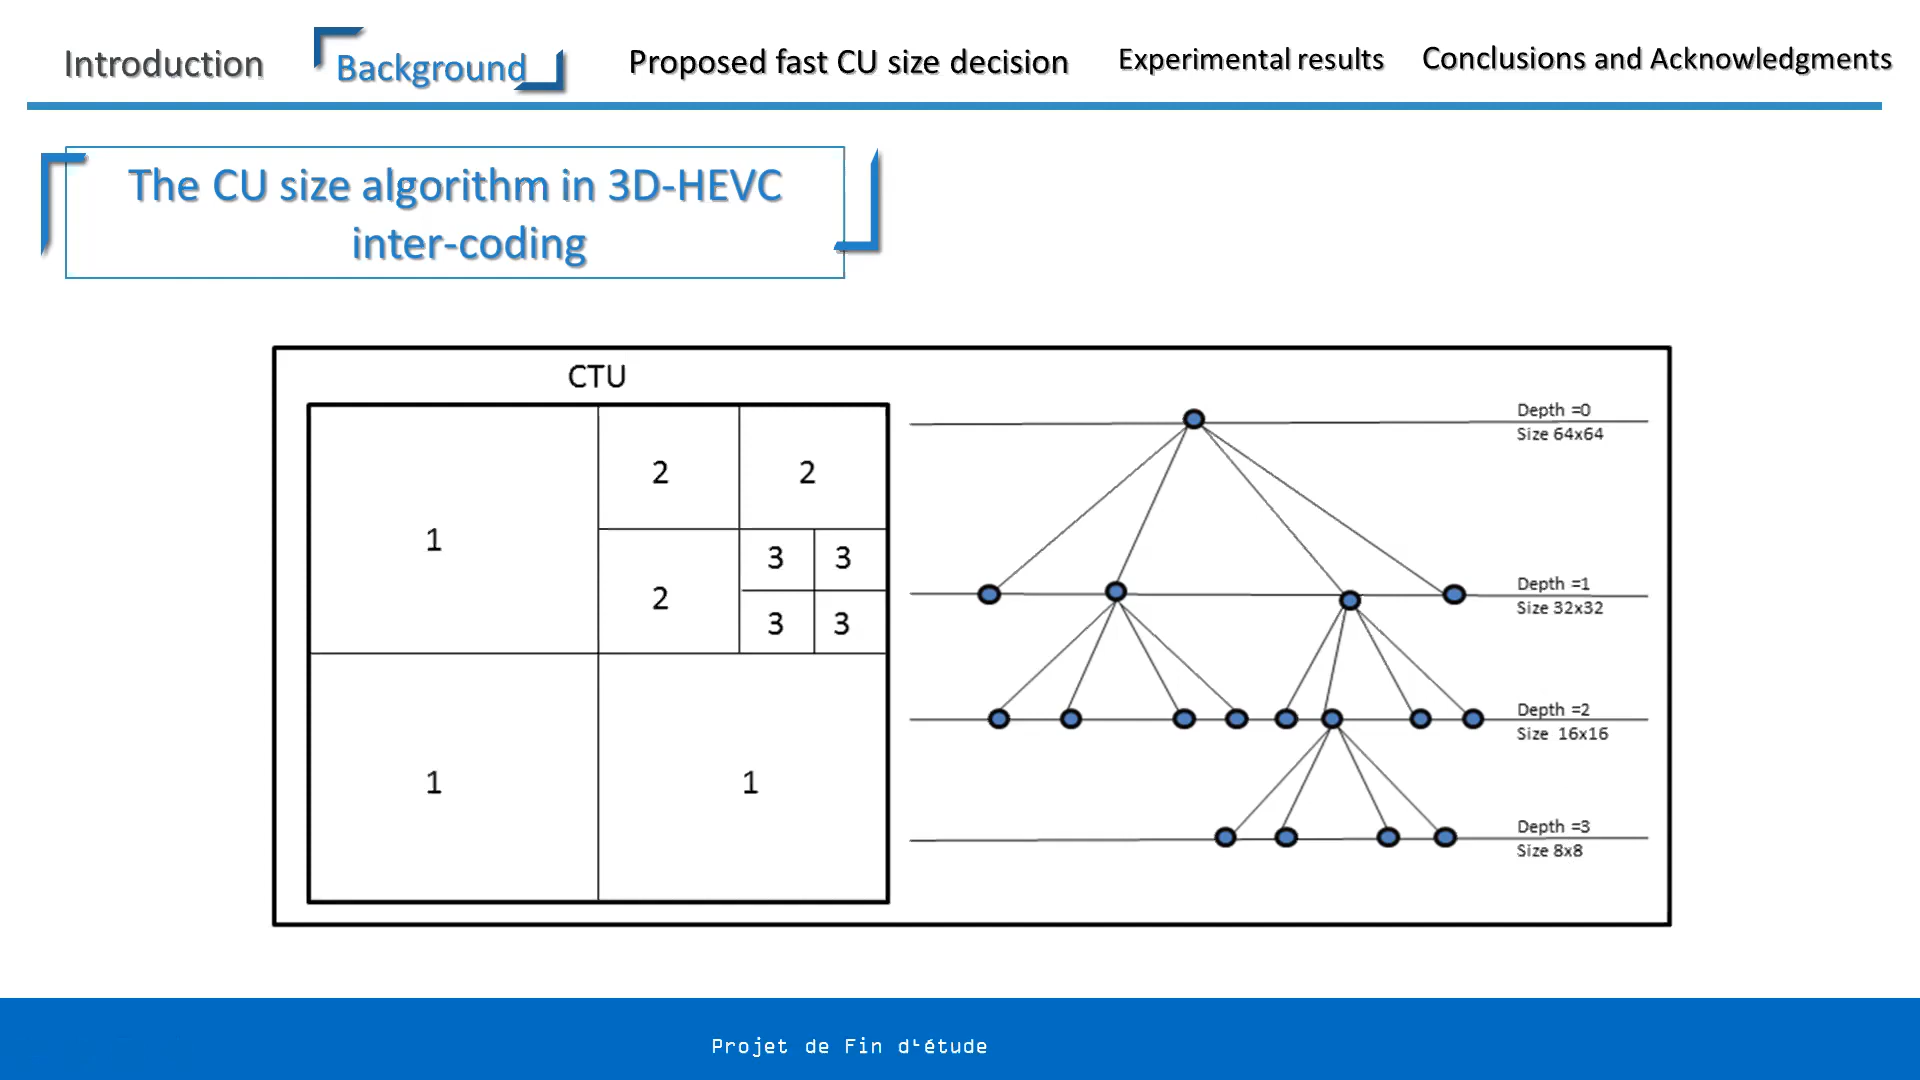 Introduction
Background
Proposed fast CU size decision
Experimental results
Conclusions and Acknowledgments
The CU size algorithm in 3D-HEVC
inter-coding
CTU
1
2
2
2
3
3
3
3
1
1
Depth =0
Size 64x64
Depth =1
Size 32x32
Depth =2
Size 16x16
Depth =3
Size 8x8
Projet de Fin d'étude